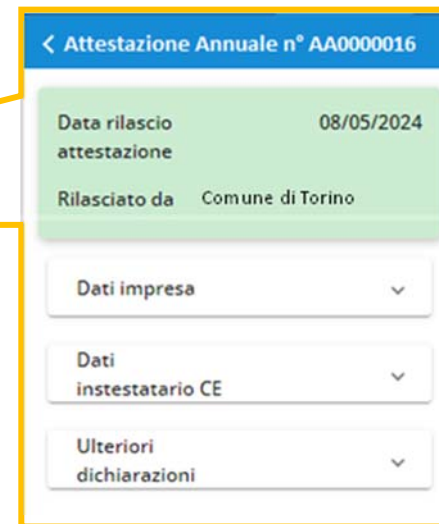 < Attestazione Annuale n° AA0000016
Data rilascio 08/05/2024
attestazione
Rilasciato da Comune di Torino
Dati impresa
Dati
instestatario CE
Ulteriori
dichiarazioni